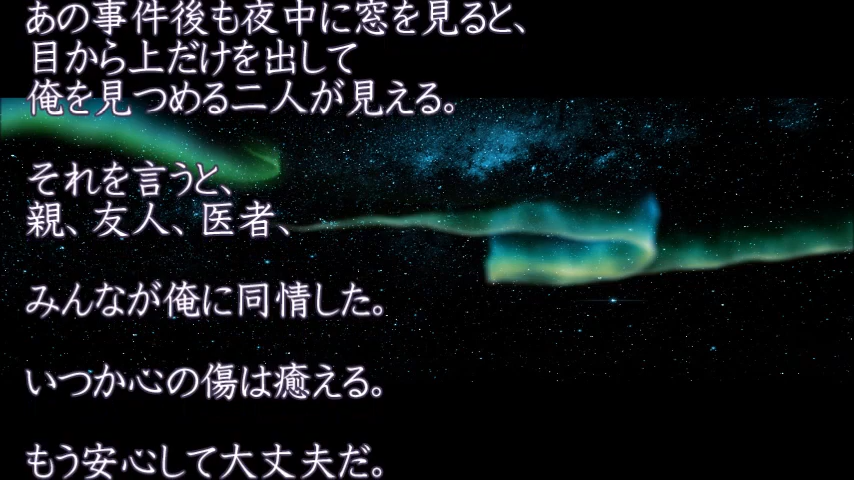 あの事件後も夜中に窓を見ると、
目から上だけを出して
俺を見つめる二人が見える。
それを言うと、
親、友人、医者、
みんなが俺に同情した。
いつか心の傷は癒える。
もう安心して大丈夫だ。